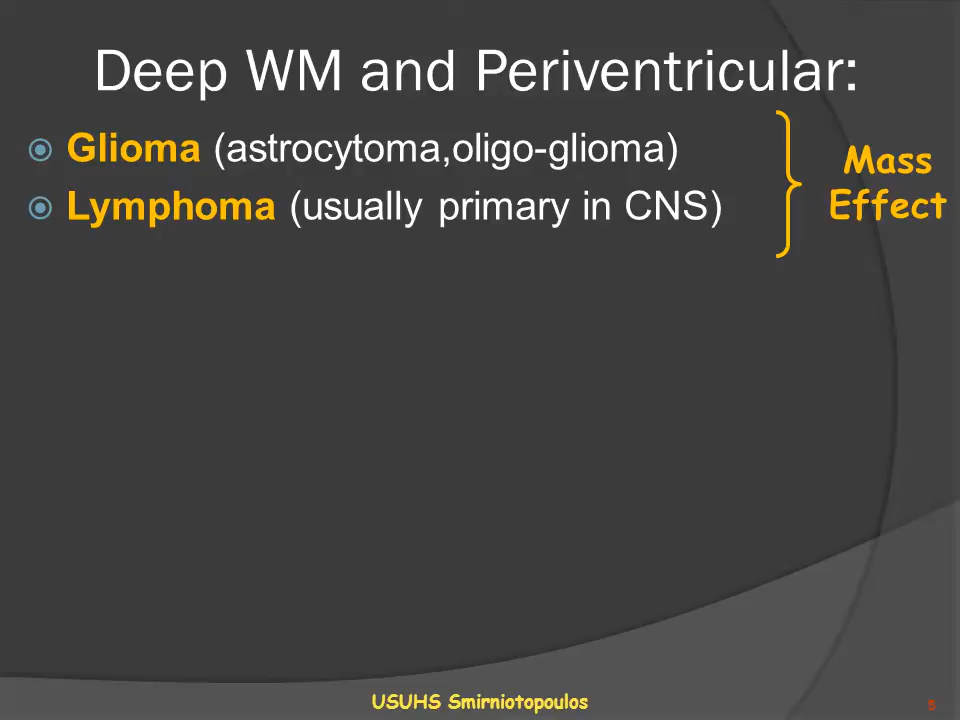 Deep WM and Periventricular:
Glioma (astrocytoma,oligo-glioma)
Lymphoma (usually primary in CNS)
Mass
Effect
USUHS Smirniotopoulos
5